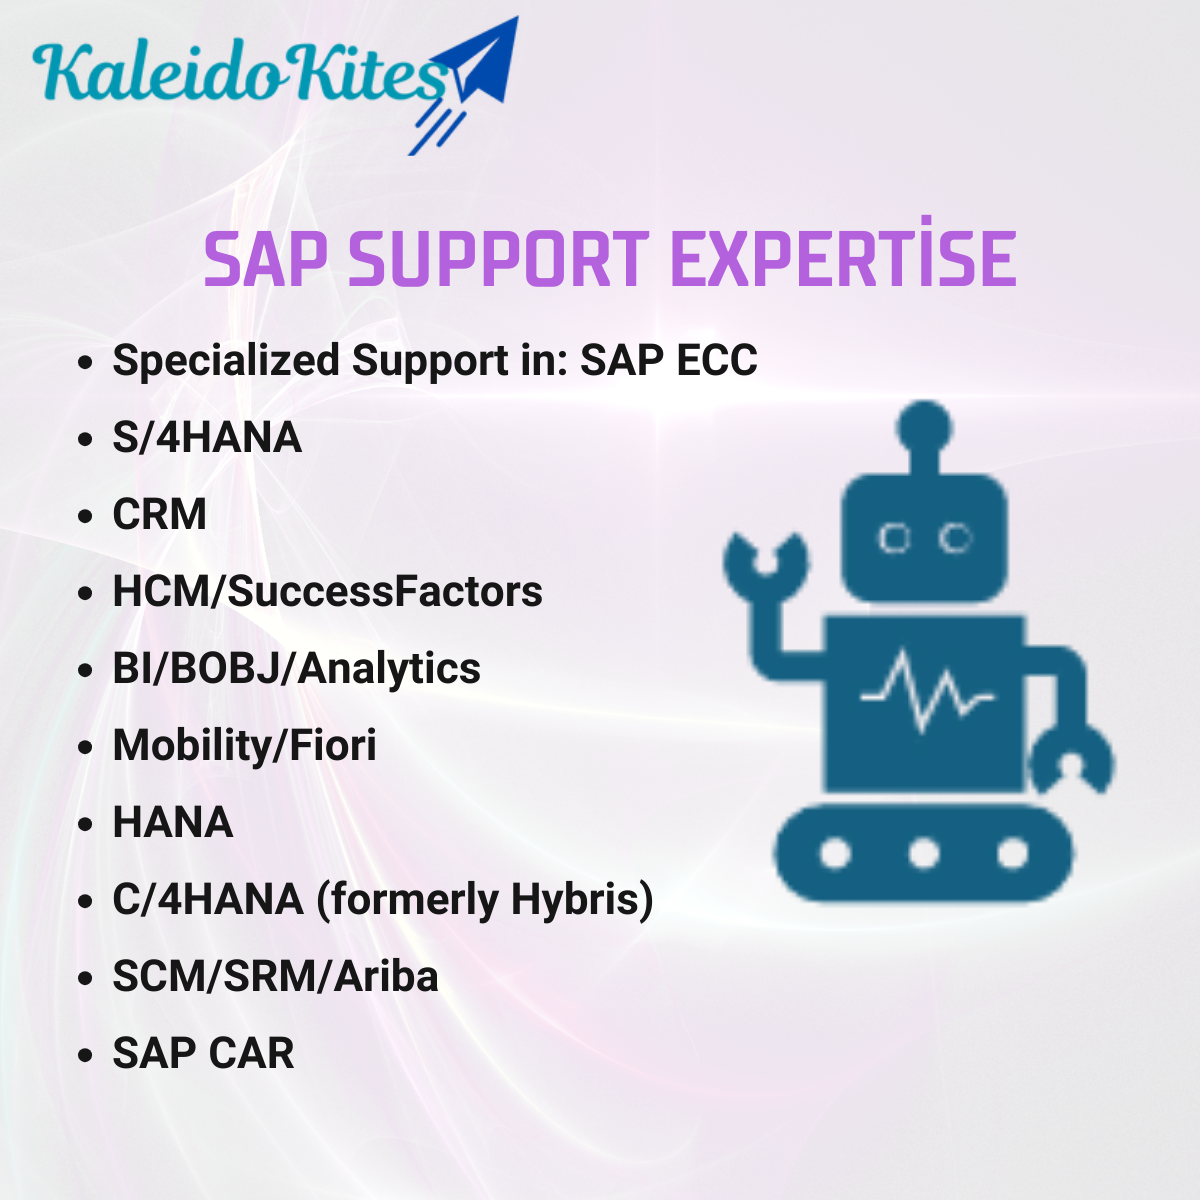 KaleidoKites
SAP SUPPORT EXPERTİSE
• Specialized Support in: SAP ECC
• S/4HANA
• CRM
• HCM/SuccessFactors
• BI/BOBJ/Analytics
• Mobility/Fiori
• HANA
• C/4HANA (formerly Hybris)
• SCM/SRM/Ariba
• SAP CAR